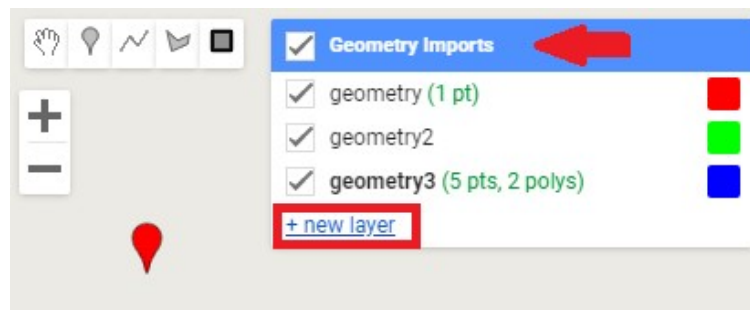 Geometry Imports
geometry (1 pt)
geometry2
geometry3 (5 pts, 2 polys)
+ new layer